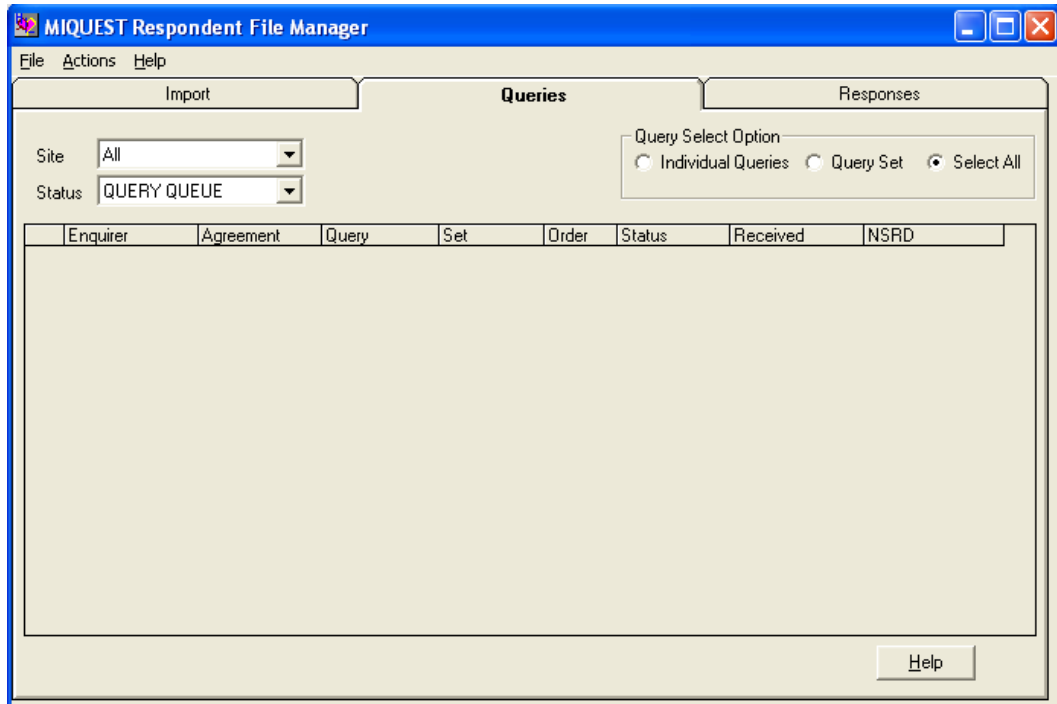 MIQUEST Respondent File Manager
File Actions Help
Import Queries Responses
Query Select Option
Site All
Individual Queries Query Set Select All
Status QUERY QUEUE
Enquirer Agreement Query Set Order Status Received NSRD
Help